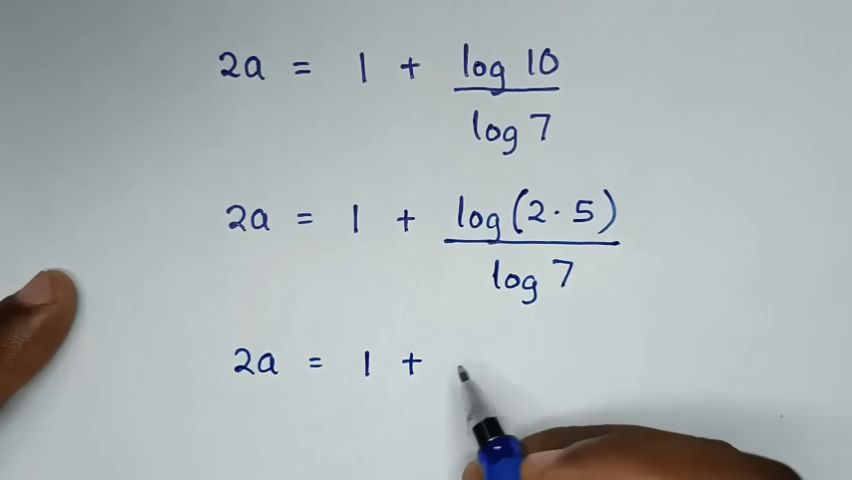 2a = 1 + log 10
log 7
2a = 1 + log(2 · 5)
log 7
2a = 1 +